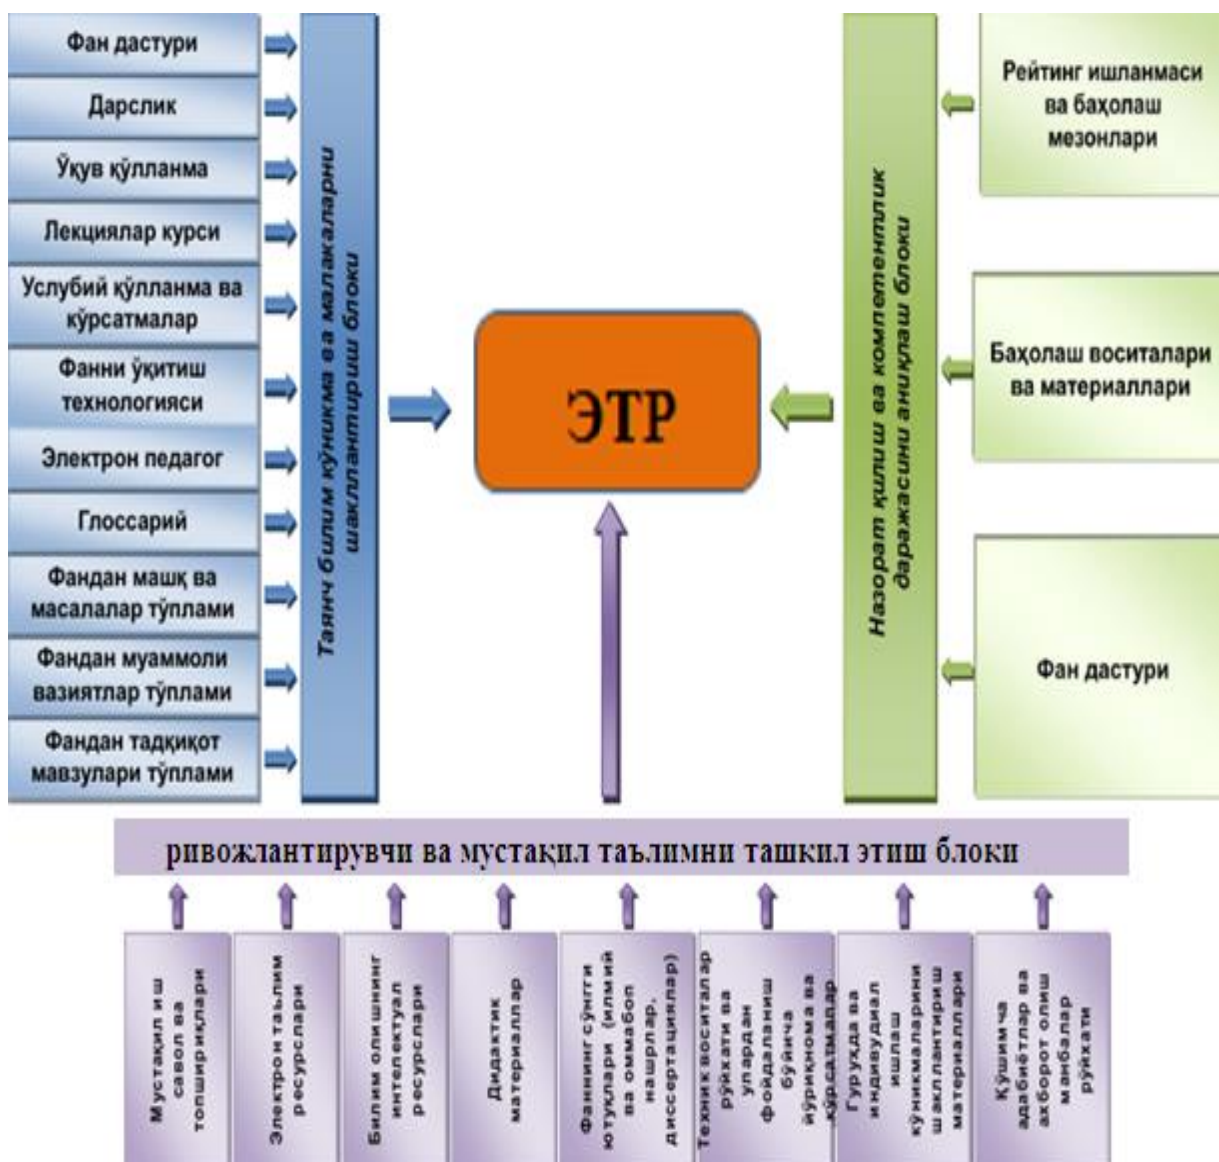 Фан дастури
Дарслик
Ўқув қўлланма
Лекциялар курси
Услубий қўлланма ва
кўрсатмалар
Фанни ўқитиш
технологияси
Электрон педагог
Глоссарий
Фандан машқ ва
масалалар тўплами
Фандан муаммоли
вазиятлар тўплами
Фандан тадқиқот
мавзулари тўплами
Таянч билим кўникма ва малакаларни
шакллантириш блоки
ЭТР
Назорат қилиш ва компетентлик
даражасини аниқлаш блоки
Рейтинг ишланмаси
ва баҳолаш
мезонлари
Баҳолаш воситалари
ва материаллари
Фан дастури
ривожлантирувчи ва мустақил таълимни ташкил этиш блоки
Мустақил иш
савол ва
топшириқлари
Электрон таълим
ресурслари
Билим олишнинг
интелектуал
ресурслари
Дидактик
материаллар
Фаннинг сўнгги
ютуқлари (илмий
ва оммабоп
нашрлар,
диссертациялар)
Техник воситалар
рўйхати ва
улардан
фойдаланиш
бўйича
йўриқнома ва
кўрсатмалар
Гуруҳда ва
индивудиал
ишлаш
кўникмаларини
шакллантириш
материаллари
Қўшимча
адабиётлар ва
ахборот олиш
манбалар
рўйхати